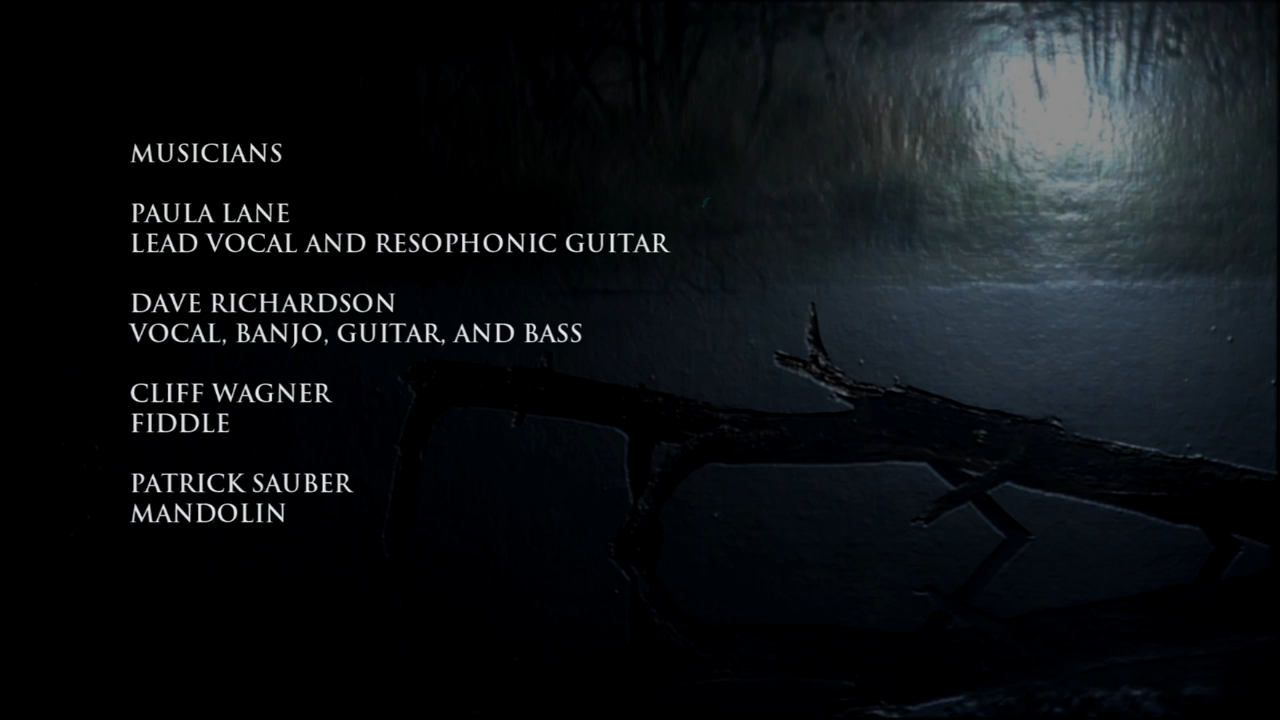 MUSICIANS
PAULA LANE
LEAD VOCAL AND RESOPHONIC GUITAR
DAVE RICHARDSON
VOCAL, BANJO, GUITAR, AND BASS
CLIFF WAGNER
FIDDLE
PATRICK SAUBER
MANDOLIN